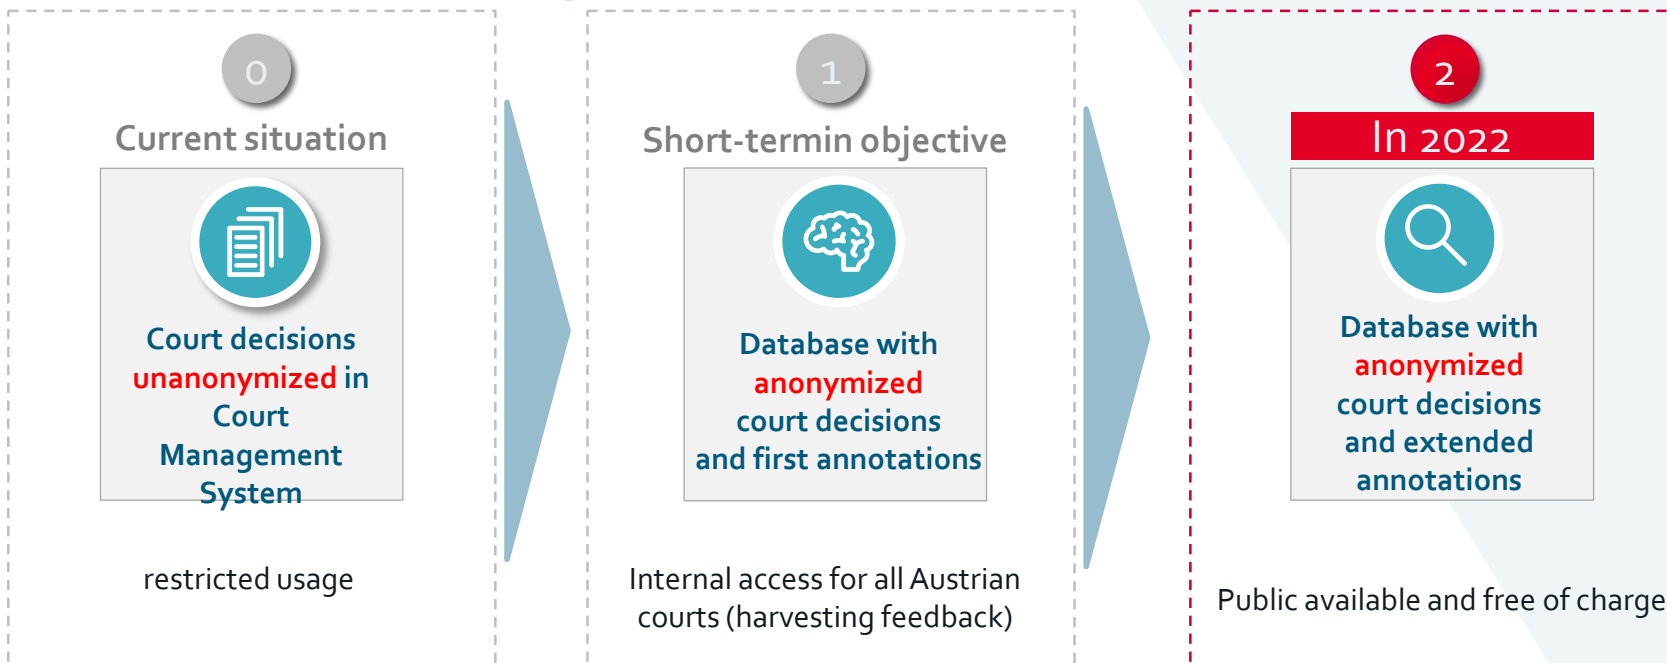 0
Current situation
Court decisions
unanonymized in
Court
Management
System
restricted usage
1
Short-termin objective
Database with
anonymized
court decisions
and first annotations
Internal access for all Austrian
courts (harvesting feedback)
2
In 2022
Database with
anonymized
court decisions
and extended
annotations
Public available and free of charge